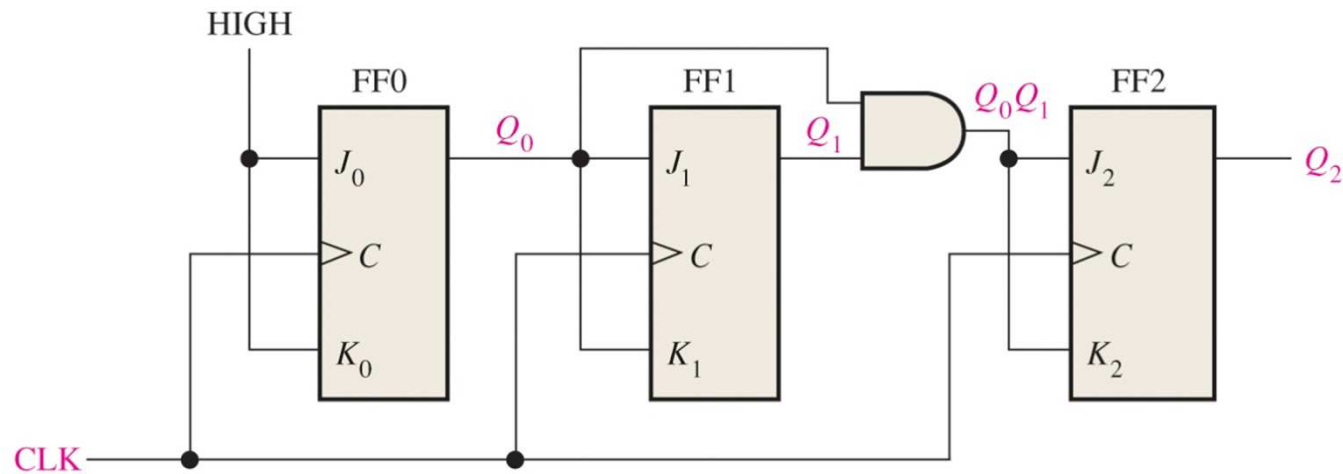 HIGH
FF0
FF1
FF2
Q₀
Q₁
Q₀Q₁
J₀
J₁
J₂
Q₂
C
C
C
K₀
K₁
K₂
CLK